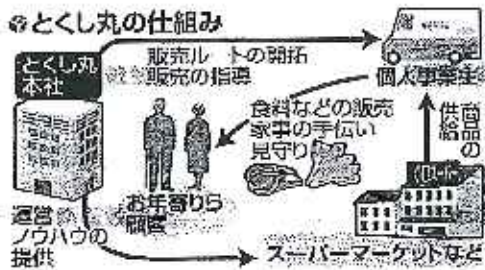 とくし丸の仕組み
とくし丸
本社
販売ルートの開拓
販売の指導
個人事業主
食料などの販売
家事の手伝い
見守り
商品の
供給
お年寄りら
顧客
運営
ノウハウの
提供
スーパーマーケットなど